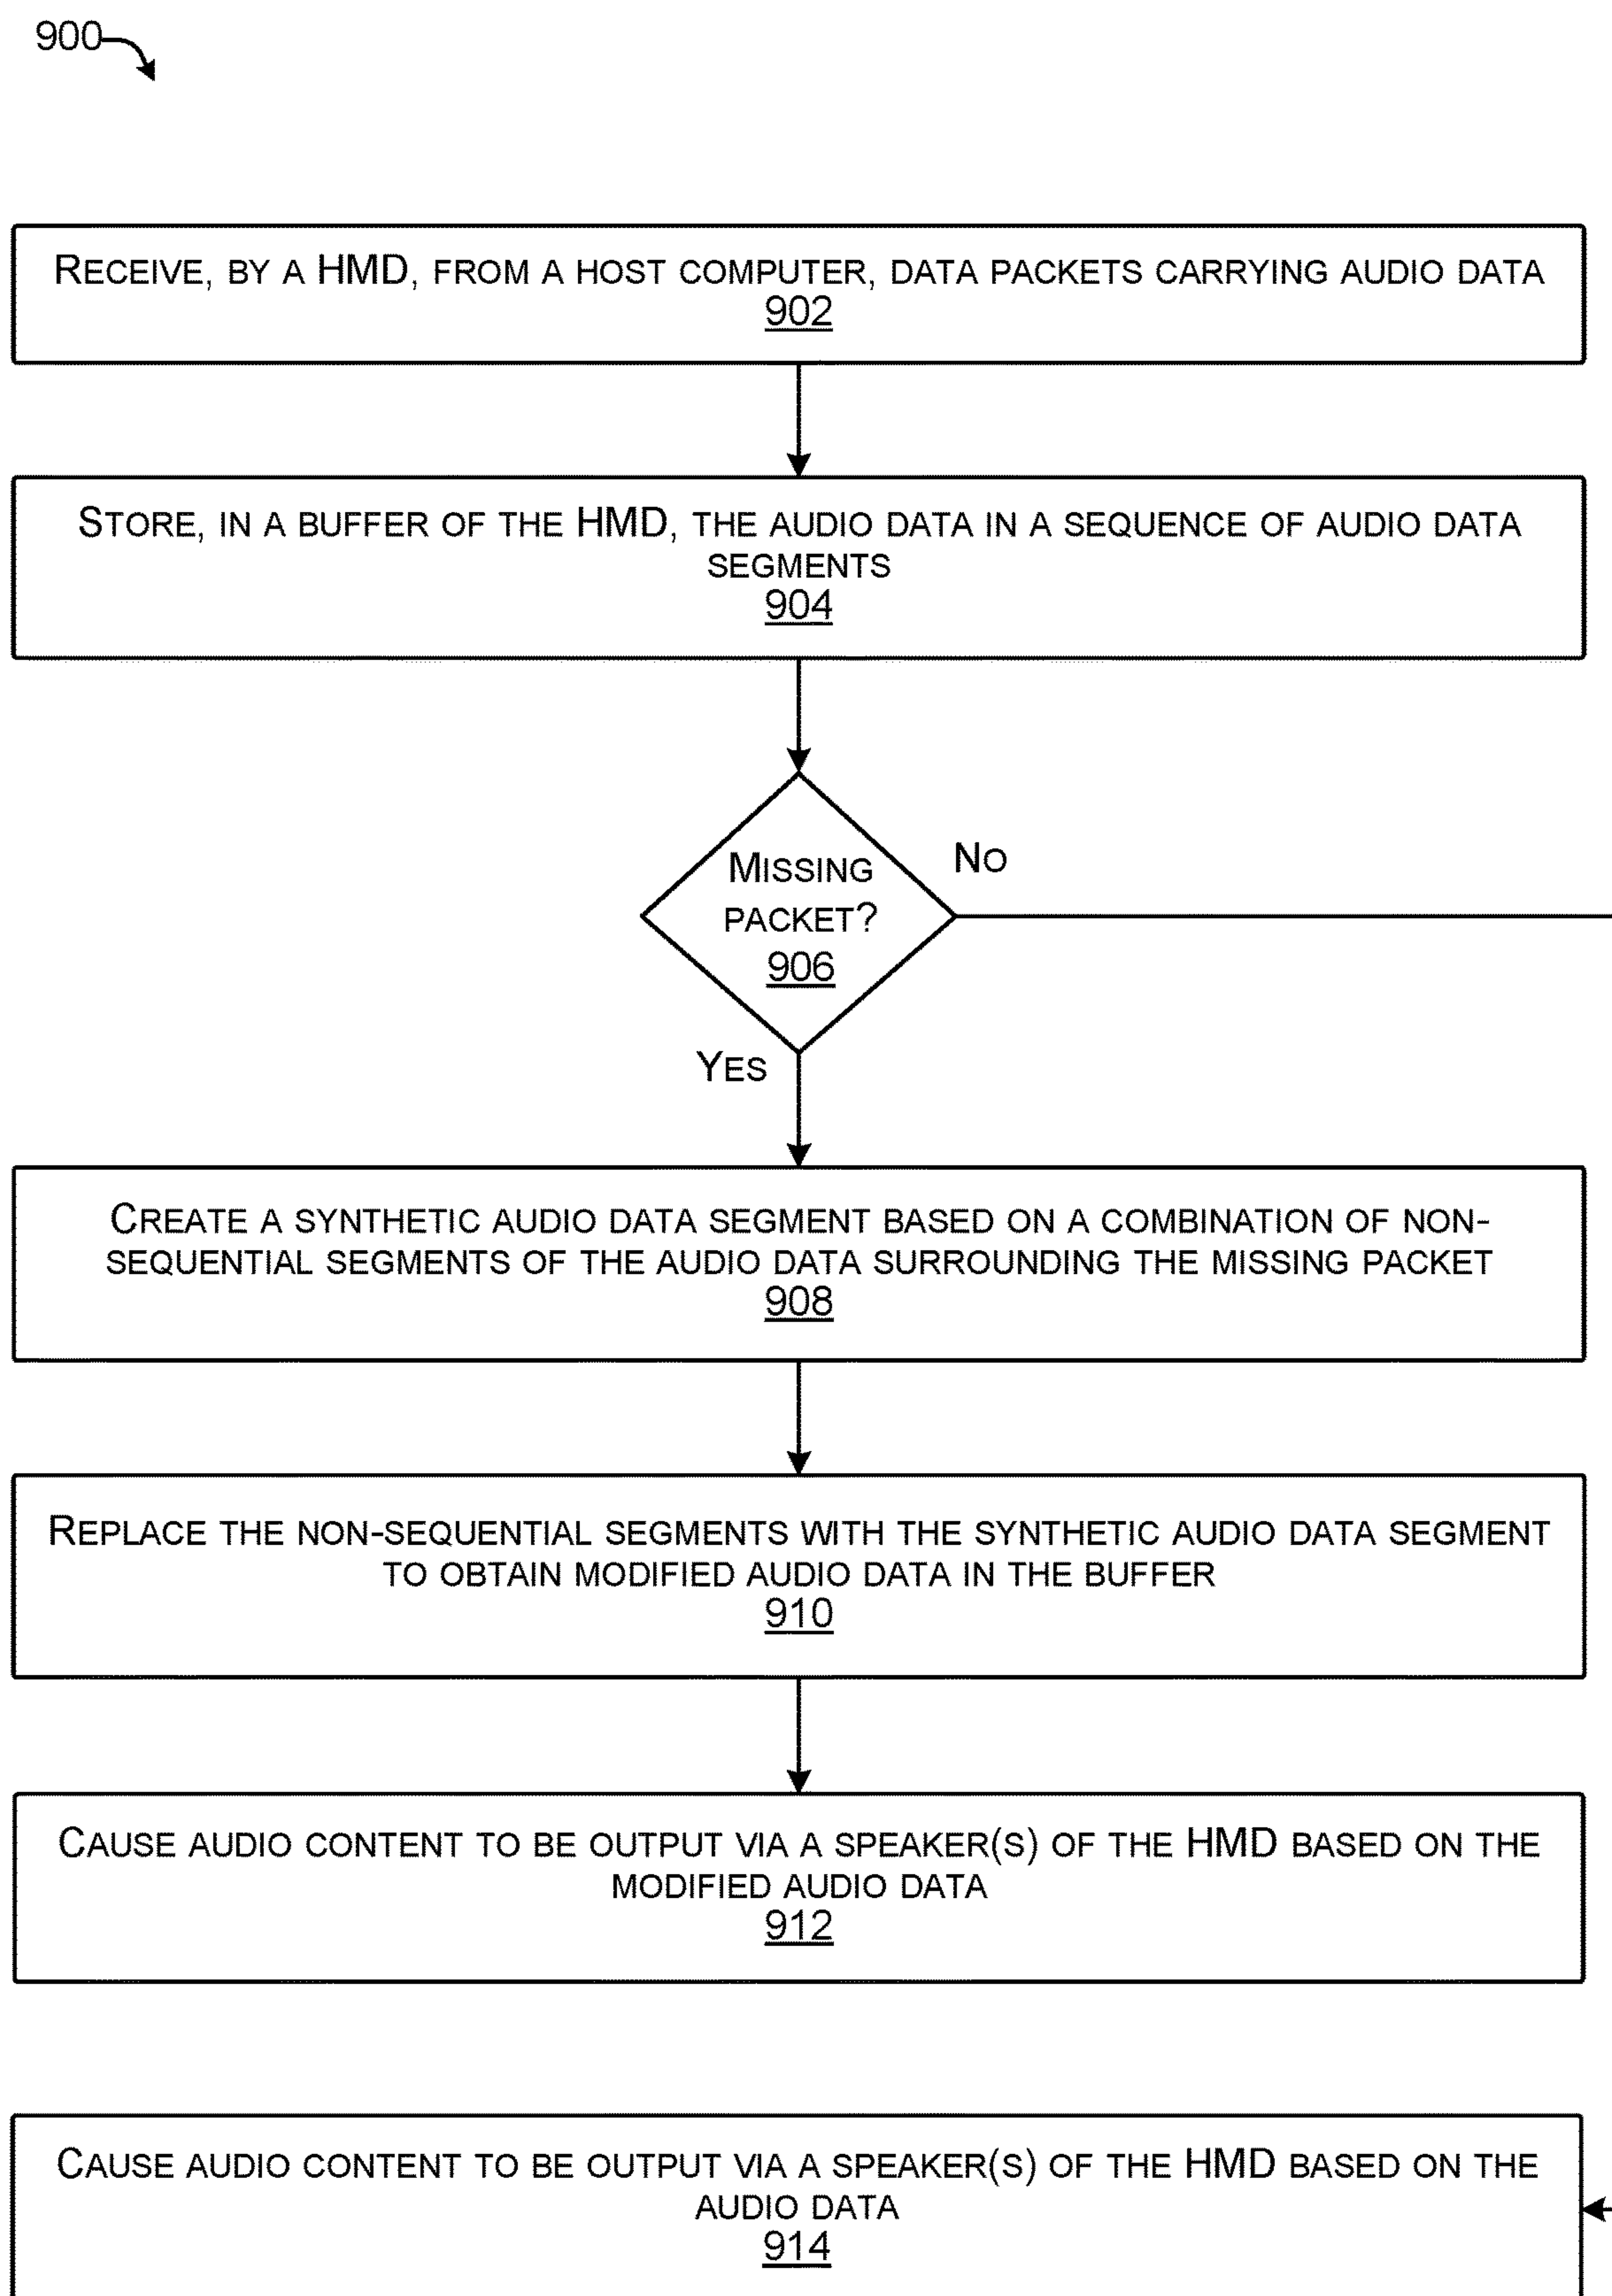 900
RECEIVE, BY A HMD, FROM A HOST COMPUTER, DATA PACKETS CARRYING AUDIO DATA
902
STORE, IN A BUFFER OF THE HMD, THE AUDIO DATA IN A SEQUENCE OF AUDIO DATA
SEGMENTS
904
MISSING
PACKET?
906
NO
YES
CREATE A SYNTHETIC AUDIO DATA SEGMENT BASED ON A COMBINATION OF NON-
SEQUENTIAL SEGMENTS OF THE AUDIO DATA SURROUNDING THE MISSING PACKET
908
REPLACE THE NON-SEQUENTIAL SEGMENTS WITH THE SYNTHETIC AUDIO DATA SEGMENT
TO OBTAIN MODIFIED AUDIO DATA IN THE BUFFER
910
CAUSE AUDIO CONTENT TO BE OUTPUT VIA A SPEAKER(S) OF THE HMD BASED ON THE
MODIFIED AUDIO DATA
912
CAUSE AUDIO CONTENT TO BE OUTPUT VIA A SPEAKER(S) OF THE HMD BASED ON THE
AUDIO DATA
914